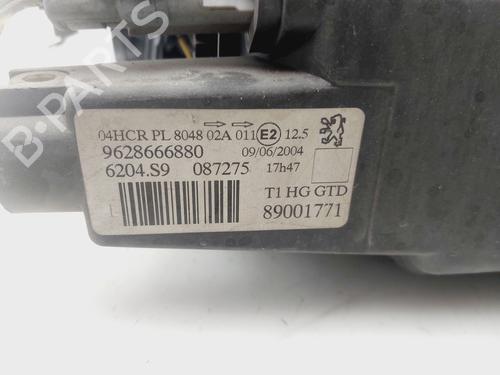 04HCR PL 8048 02A 011 E2 12.5
9628666880 09/06/2004
6204.S9 087275 17h47
T1 HG GTD
L 89001771
B-PARTS